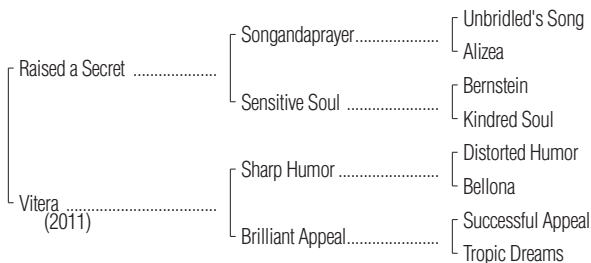 Unbridled's Song
Songandaprayer....................
Alizea
Raised a Secret ....................
Bernstein
Sensitive Soul ......................
Kindred Soul
Distorted Humor
Sharp Humor ........................
Bellona
Vitera ....................................
(2011)
Successful Appeal
Brilliant Appeal......................
Tropic Dreams